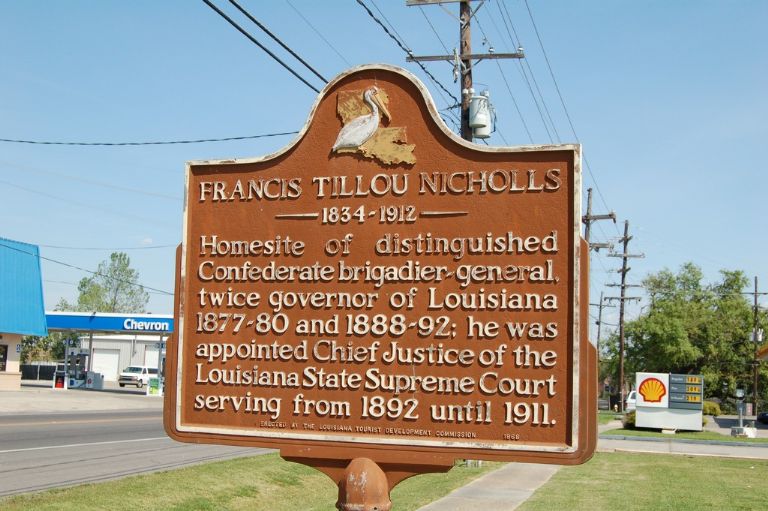 FRANCIS TILLOU NICHOLLS
1834-1912
Homesite of distinguished
Confederate brigadier-general,
twice governor of Louisiana
1877-80 and 1888-92; he was
appointed Chief Justice of the
Louisiana State Supreme Court
serving from 1892 until 1911.
ERECTED BY THE LOUISIANA TOURIST DEVELOPMENT COMMISSION 1968
Chevron